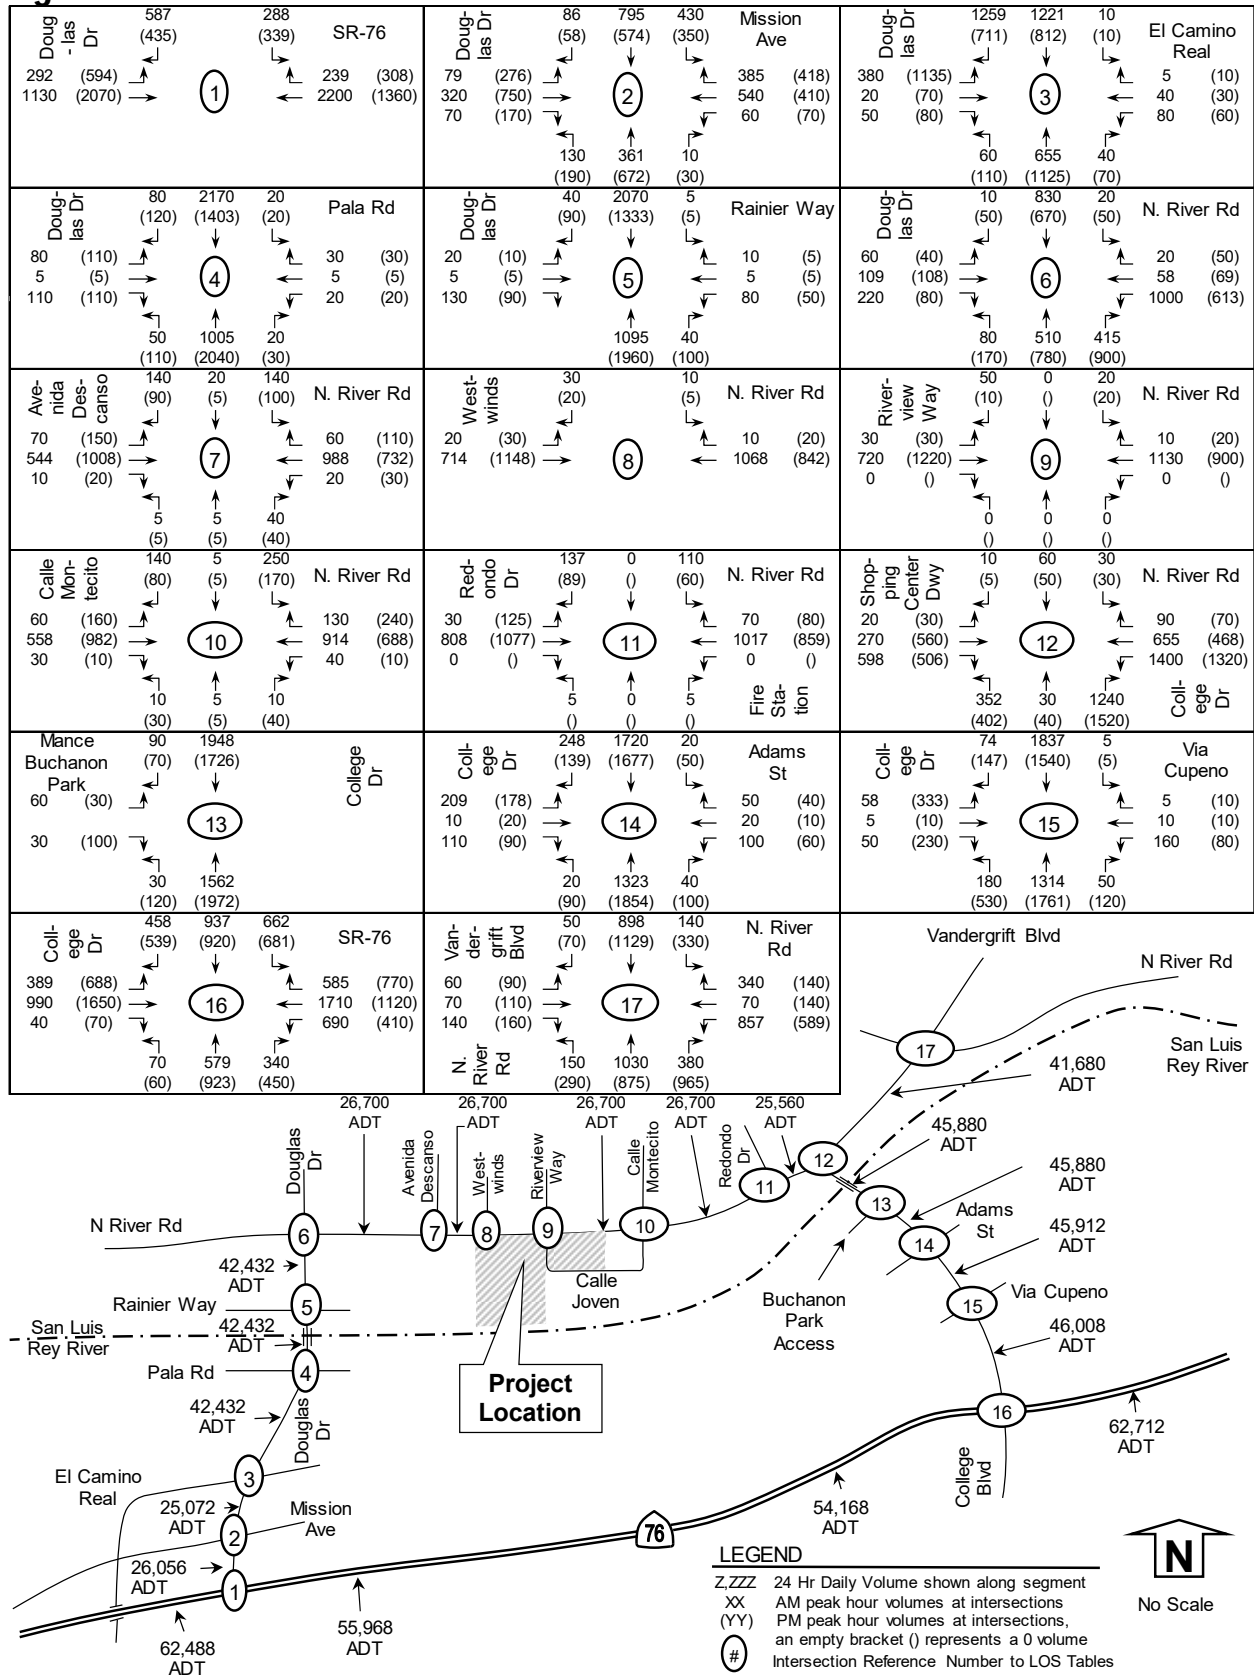 Doug-
las
Dr
587 288
(435) (339)
SR-76
292 (594)
1130 (2070)
1
239 (308)
2200 (1360)
Doug-
las Dr
86 795 430
(58) (574) (350)
Mission
Ave
79 (276)
320 (750)
70 (170)
2
385 (418)
540 (410)
60 (70)
130 361 10
(190) (672) (30)
Doug-
las Dr
1259 1221 10
(711) (812) (10)
El Camino
Real
380 (1135)
20 (70)
50 (80)
3
5 (10)
40 (30)
80 (60)
60 655 40
(110) (1125) (70)
Doug-
las Dr
80 2170 20
(120) (1403) (20)
Pala Rd
80 (110)
5 (5)
110 (110)
4
30 (30)
5 (5)
20 (20)
50 1005 20
(110) (2040) (30)
Doug-
las Dr
40 2070 5
(90) (1333) (5)
Rainier Way
20 (10)
5 (5)
130 (90)
5
10 (5)
5 (5)
80 (50)
1095 40
(1960) (100)
Doug-
las Dr
10 830 20
(50) (670) (50)
N. River Rd
60 (40)
109 (108)
220 (80)
6
20 (50)
58 (69)
1000 (613)
80 510 415
(170) (780) (900)
Ave-
nida
Des-
canso
140 20 140
(90) (5) (100)
N. River Rd
70 (150)
544 (1008)
10 (20)
7
60 (110)
988 (732)
20 (30)
5 5 40
(5) (5) (40)
West-
winds
30 10
(20) (5)
N. River Rd
20 (30)
714 (1148)
8
10 (20)
1068 (842)
River-
view
Way
50 0 20
(10) () (20)
N. River Rd
30 (30)
720 (1220)
0 ()
9
10 (20)
1130 (900)
0 ()
0 0 0
() () ()
Calle
Mon-
tecito
140 5 250
(80) (5) (170)
N. River Rd
60 (160)
558 (982)
30 (10)
10
130 (240)
914 (688)
40 (10)
10 5 10
(30) (5) (40)
Red-
ondo
Dr
137 0 110
(89) () (60)
N. River Rd
30 (125)
808 (1077)
0 ()
11
70 (80)
1017 (859)
0 ()
5 0 5
() () ()
Fire
Sta-
tion
Shop-
ping
Center
Dwy
10 60 30
(5) (50) (30)
N. River Rd
20 (30)
270 (560)
598 (506)
12
90 (70)
655 (468)
1400 (1320)
352 30 1240
(402) (40) (1520)
Coll-
ege
Dr
Mance
Buchanon
Park
90 1948
(70) (1726)
College
Dr
60 (30)
30 (100)
13
30 1562
(120) (1972)
Coll-
ege
Dr
248 1720 20
(139) (1677) (50)
Adams
St
209 (178)
10 (20)
110 (90)
14
50 (40)
20 (10)
100 (60)
20 1323 40
(90) (1854) (100)
Coll-
ege
Dr
74 1837 5
(147) (1540) (5)
Via
Cupeno
58 (333)
5 (10)
50 (230)
15
5 (10)
10 (10)
160 (80)
180 1314 50
(530) (1761) (120)
Coll-
ege
Dr
458 937 662
(539) (920) (681)
SR-76
389 (688)
990 (1650)
40 (70)
16
585 (770)
1710 (1120)
690 (410)
70 579 340
(60) (923) (450)
Van-
der-
grift
Blvd
50 898 140
(70) (1129) (330)
N. River
Rd
60 (90)
70 (110)
140 (160)
17
340 (140)
70 (140)
857 (589)
N.
River
Rd
150 1030 380
(290) (875) (965)
Vandergrift Blvd
N River Rd
17
San Luis
Rey River
41,680
ADT
45,880
ADT
45,880
ADT
45,912
ADT
46,008
ADT
26,700
ADT
26,700
ADT
26,700
ADT
26,700
ADT
25,560
ADT
Douglas
Dr
Avenida
Descanso
West-
winds
Riverview
Way
Calle
Montecito
Redondo
Dr
N River Rd
6
7
8
9
10
11
12
13
14
Adams
St
15
Via Cupeno
16
42,432
ADT
Rainier Way
5
San Luis
Rey River
42,432
ADT
Pala Rd
4
42,432
ADT
Douglas
Dr
Calle
Joven
Buchanon
Park
Access
Project
Location
El Camino
Real
3
25,072
ADT
Mission
Ave
2
26,056
ADT
1
62,488
ADT
55,968
ADT
76
54,168
ADT
62,712
ADT
College
Blvd
N
No Scale
LEGEND
Z,ZZZ 24 Hr Daily Volume shown along segment
XX AM peak hour volumes at intersections
(YY) PM peak hour volumes at intersections,
an empty bracket () represents a 0 volume
# Intersection Reference Number to LOS Tables